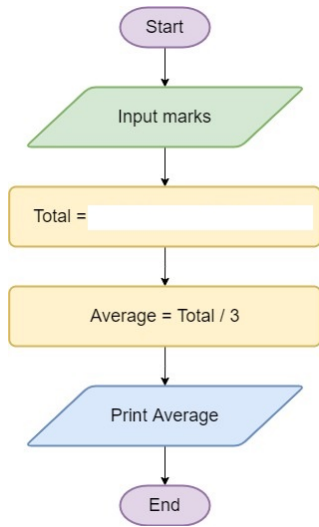 Start
Input marks
Total =
Average = Total / 3
Print Average
End